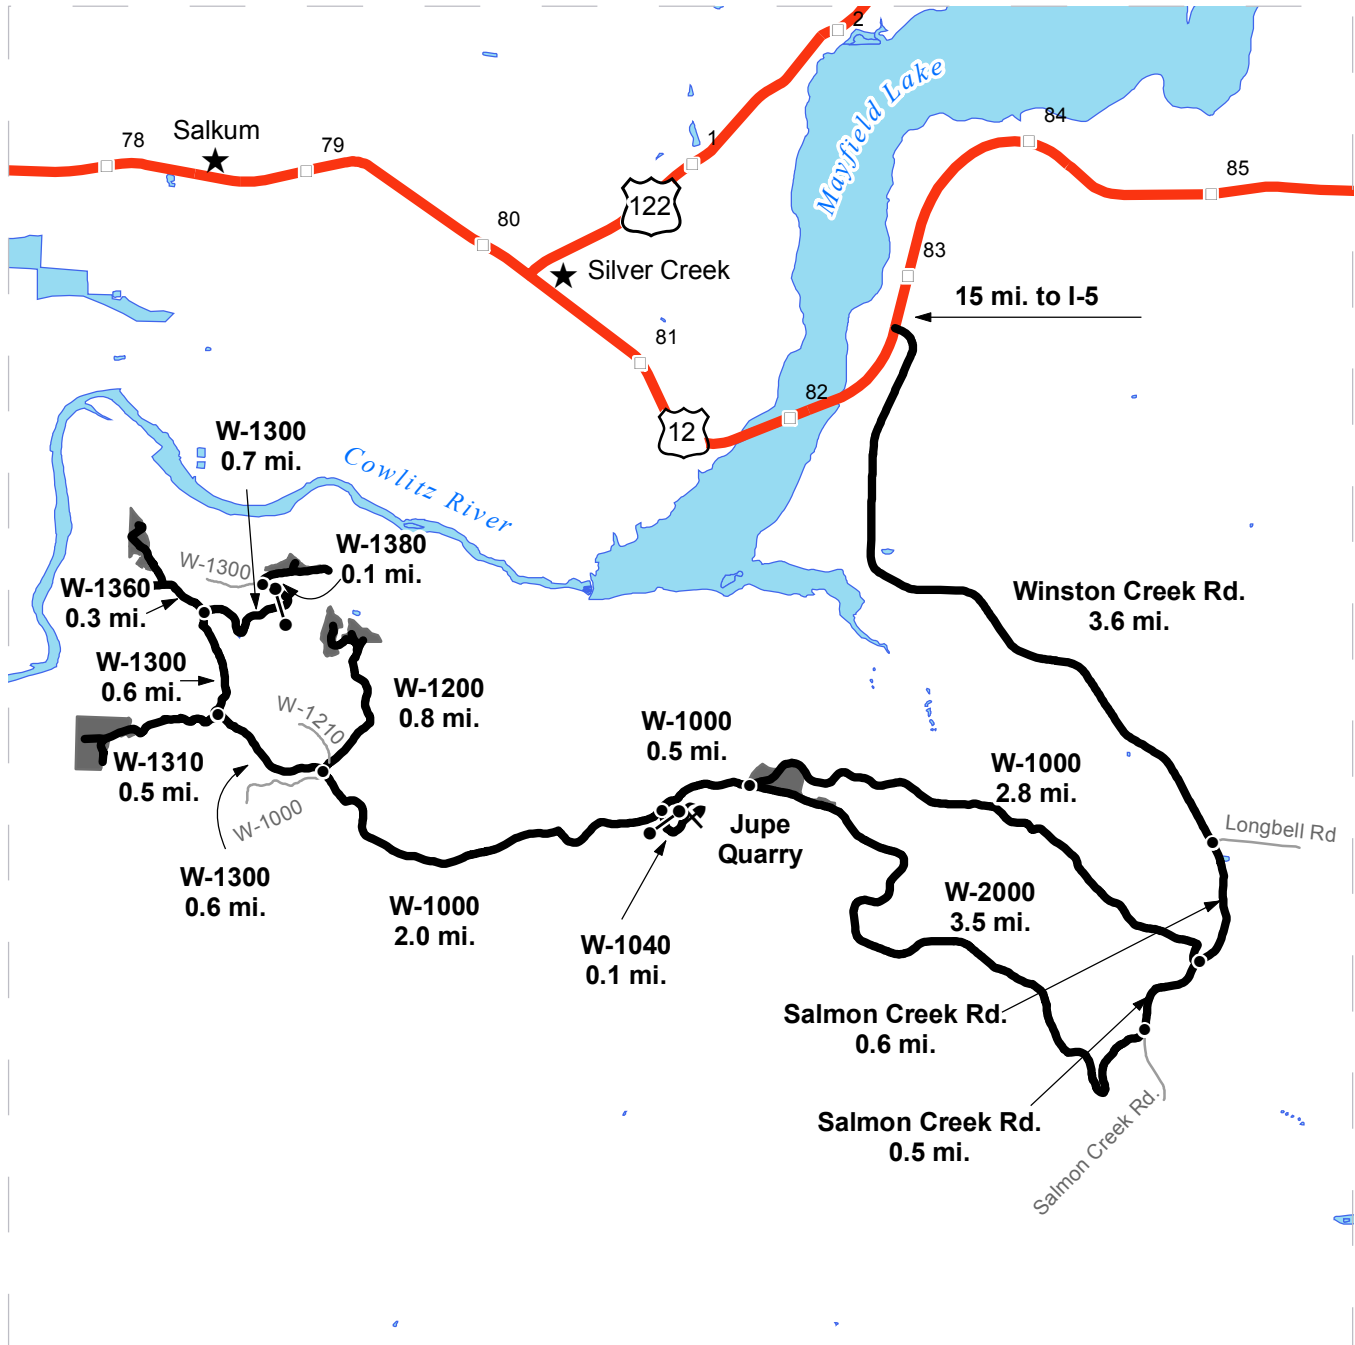 2
Mayfield Lake
84
1
78
Salkum
79
85
122
80
83
Silver Creek
15 mi. to I-5
81
82
12
W-1300
0.7 mi.
Cowlitz River
W-1380
0.1 mi.
W-1300
W-1360
0.3 mi.
Winston Creek Rd.
3.6 mi.
W-1300
0.6 mi.
W-1200
0.8 mi.
W-1210
W-1000
0.5 mi.
W-1310
0.5 mi.
W-1000
2.8 mi.
W-1000
Jupe
Quarry
Longbell Rd
W-1300
0.6 mi.
W-1000
2.0 mi.
W-2000
3.5 mi.
W-1040
0.1 mi.
Salmon Creek Rd.
0.6 mi.
Salmon Creek Rd.
0.5 mi.
Salmon Creek Rd.